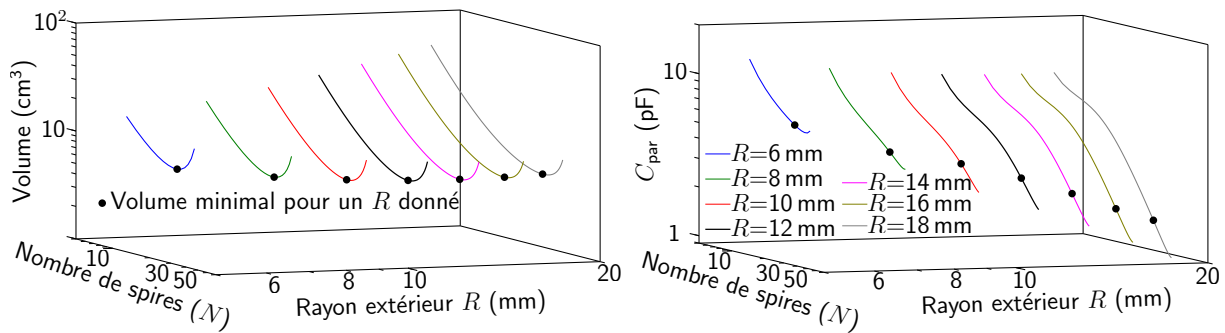 10²
10
Volume (cm³)
Volume minimal pour un R donné
10
30
50
Nombre de spires (N)
6
8
10
20
Rayon extérieur R (mm)
10
1
C_par (pF)
R=6 mm
R=8 mm
R=10 mm
R=12 mm
R=14 mm
R=16 mm
R=18 mm
10
30
50
Nombre de spires (N)
6
8
10
20
Rayon extérieur R (mm)